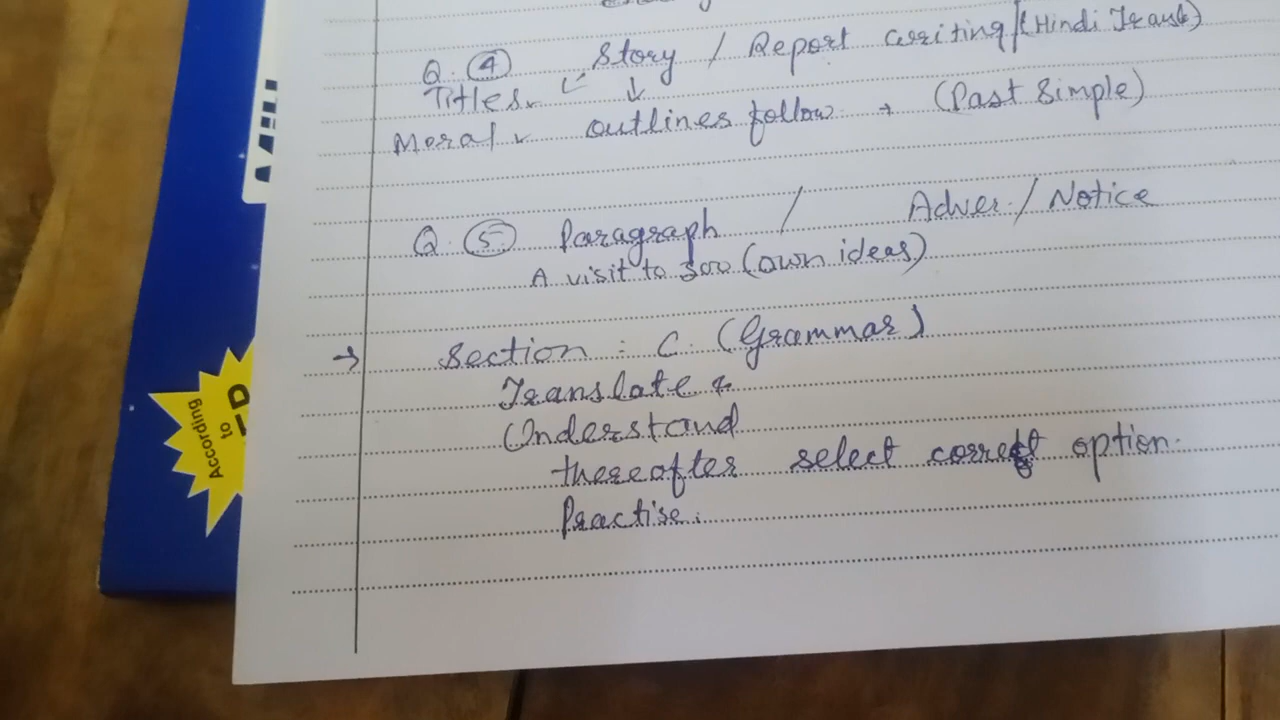 Q. 4 Story / Report writing/(Hindi Trans)
Titles
Moral outlines follow → (Past Simple)
Q. 5 Paragraph / Adver. / Notice
A visit to zoo (own ideas)
→ Section : C. (Grammar)
Translate &
Understand
thereafter select correct option.
Practise.
According
to